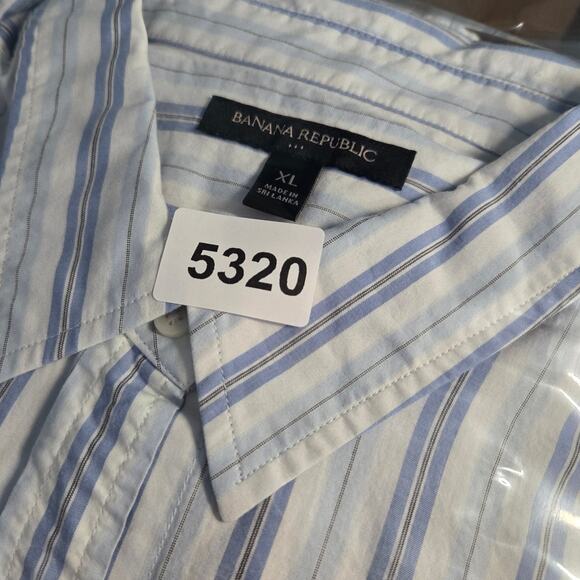 BANANA REPUBLIC
XL
MADE IN
SRI LANKA
5320